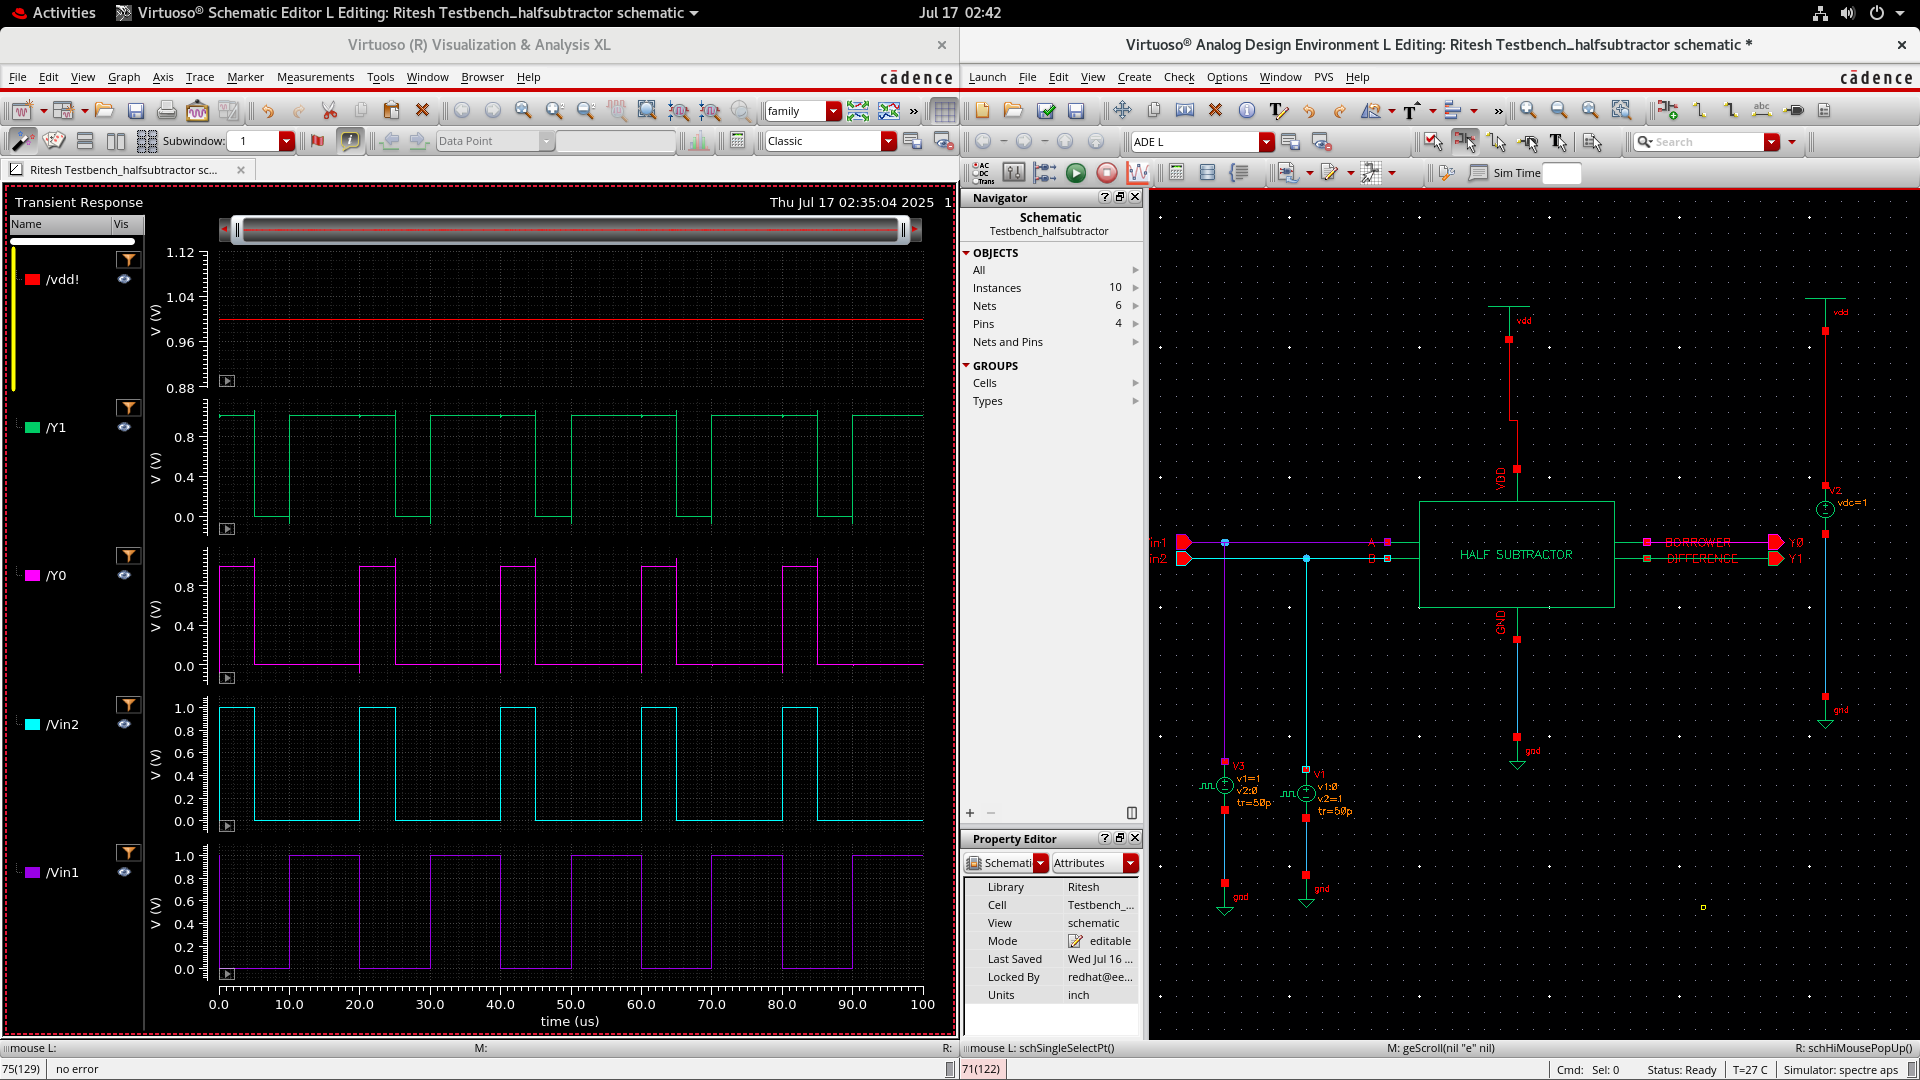 Activities
Virtuoso® Schematic Editor L Editing: Ritesh Testbench_halfsubtractor schematic
Jul 17 02:42
Virtuoso (R) Visualization & Analysis XL
File Edit View Graph Axis Trace Marker Measurements Tools Window Browser Help
cādence
family
Subwindow: 1
Data Point
Classic
Ritesh Testbench_halfsubtractor sc...
Transient Response
Thu Jul 17 02:35:04 2025 1
Name Vis
/vdd!
1.12
1.04
0.96
0.88
V (V)
/Y1
0.8
0.4
0.0
V (V)
/Y0
0.8
0.4
0.0
V (V)
/Vin2
1.0
0.8
0.6
0.4
0.2
0.0
V (V)
/Vin1
1.0
0.8
0.6
0.4
0.2
0.0
V (V)
0.0 10.0 20.0 30.0 40.0 50.0 60.0 70.0 80.0 90.0 100
time (us)
mouse L: M: R:
75(129) no error
Virtuoso® Analog Design Environment L Editing: Ritesh Testbench_halfsubtractor schematic *
Launch File Edit View Create Check Options Window PVS Help
cādence
ADE L
Search
AC
DC
Trans
Sim Time
Navigator
Schematic
Testbench_halfsubtractor
OBJECTS
All
Instances 10
Nets 6
Pins 4
Nets and Pins
GROUPS
Cells
Types
Property Editor
Schemati Attributes
Library Ritesh
Cell Testbench_...
View schematic
Mode editable
Last Saved Wed Jul 16 ...
Locked By redhat@ee...
Units inch
vdd
vdd
VDD
V2
vdc=1
in1
A
BORROWER
Y0
HALF SUBTRACTOR
in2
B
DIFFERENCE
Y1
GND
gnd
gnd
V3
v1=1
v2:0
tr=50p
V1
v1:0
v2=1
tr=50p
gnd
gnd
mouse L: schSingleSelectPt() M: geScroll(nil "e" nil) R: schHiMousePopUp()
71(122) Cmd: Sel: 0 Status: Ready T=27 C Simulator: spectre aps